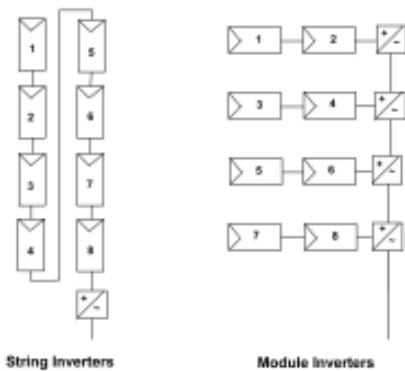 1
2
3
4
5
6
7
8
+ ~
String Inverters
1 2 + ~
3 4 + ~
5 6 + ~
7 8 + ~
Module Inverters